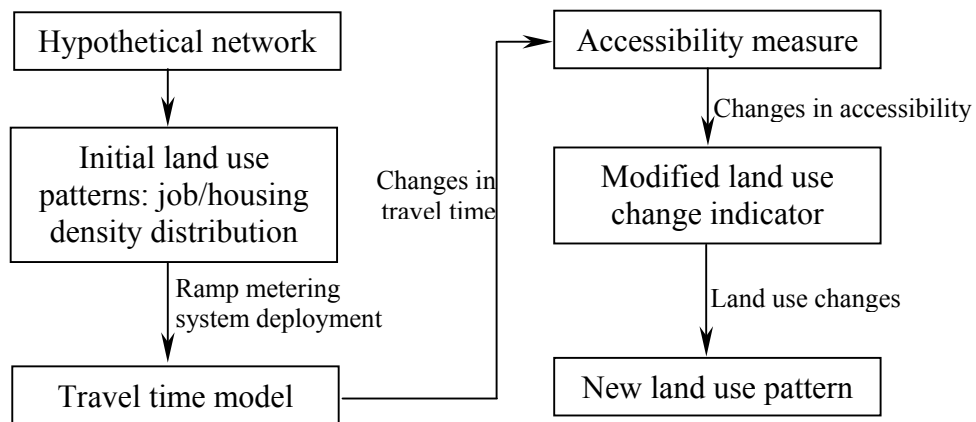 Hypothetical network
Initial land use
patterns: job/housing
density distribution
Ramp metering
system deployment
Travel time model
Changes in
travel time
Accessibility measure
Changes in accessibility
Modified land use
change indicator
Land use changes
New land use pattern